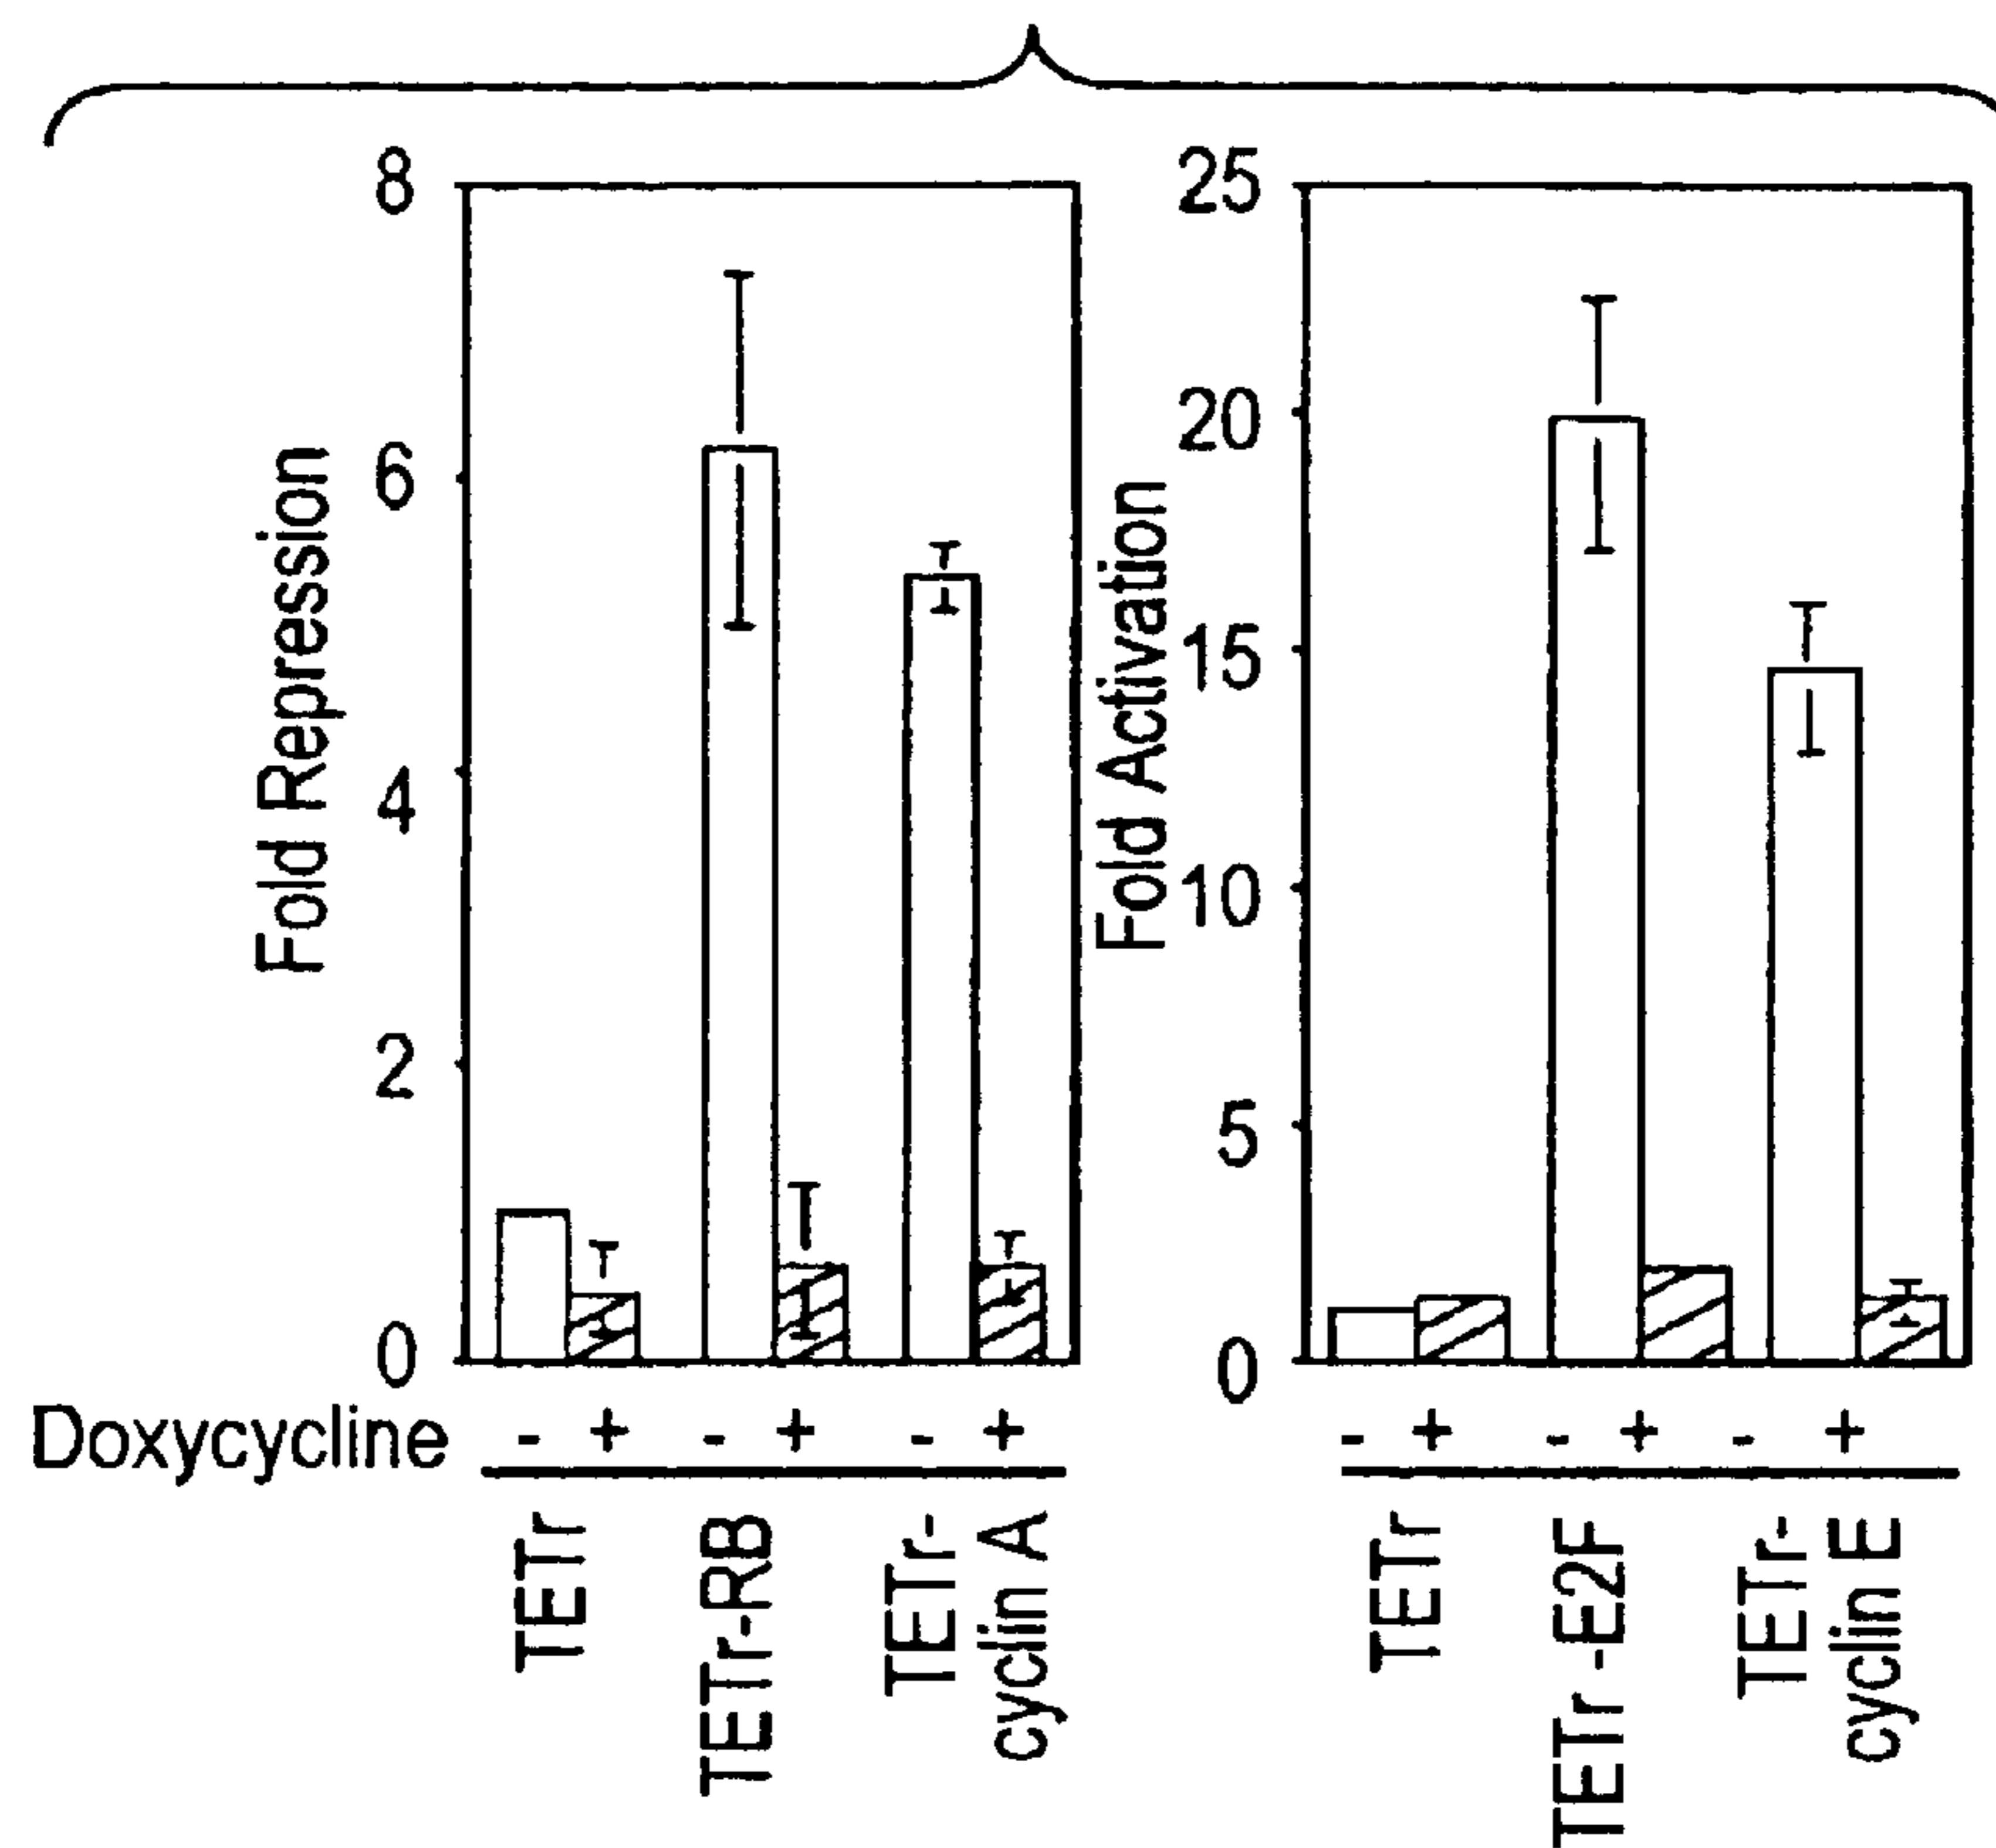 Fold Repression
8
6
4
2
0
Fold Activation
25
20
15
10
5
0
Doxycycline - + - + - + - + - + - +
TETr
TETr-RB
TETr-
cyclin A
TETr
TETr -E2F
TETr-
cyclin E